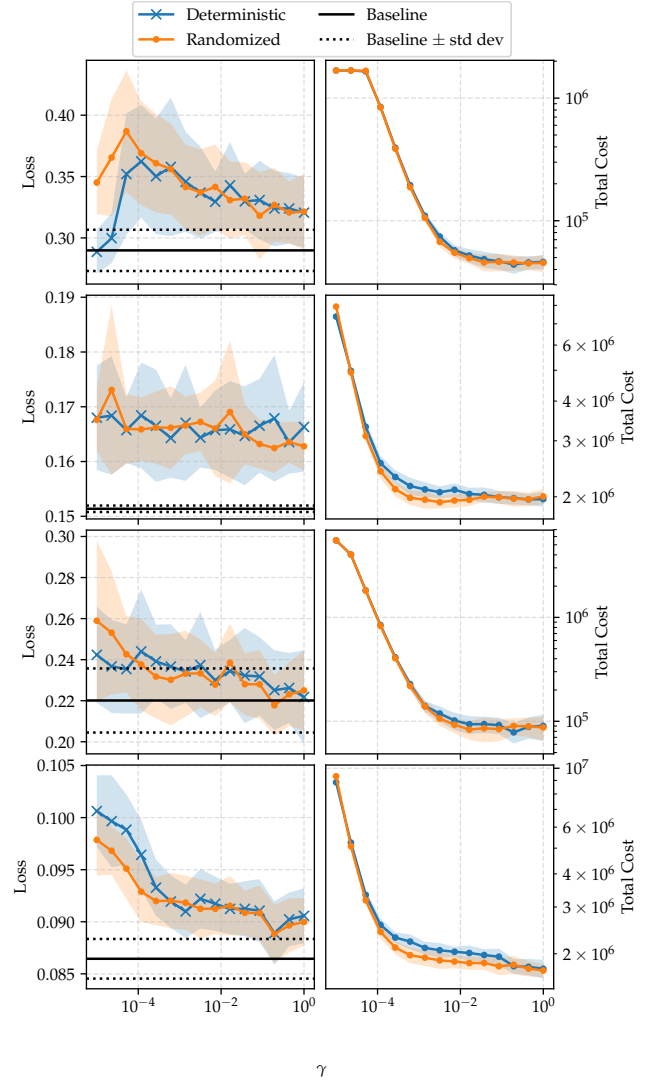 Deterministic
Randomized
Baseline
Baseline ± std dev
0.40
0.35
0.30
Loss
10⁶
10⁵
Total Cost
0.19
0.18
0.17
0.16
0.15
Loss
6 × 10⁶
4 × 10⁶
3 × 10⁶
2 × 10⁶
Total Cost
0.30
0.28
0.26
0.24
0.22
0.20
Loss
10⁶
10⁵
Total Cost
0.105
0.100
0.095
0.090
0.085
Loss
10⁷
6 × 10⁶
4 × 10⁶
3 × 10⁶
2 × 10⁶
Total Cost
10⁻⁴ 10⁻² 10⁰
10⁻⁴ 10⁻² 10⁰
γ